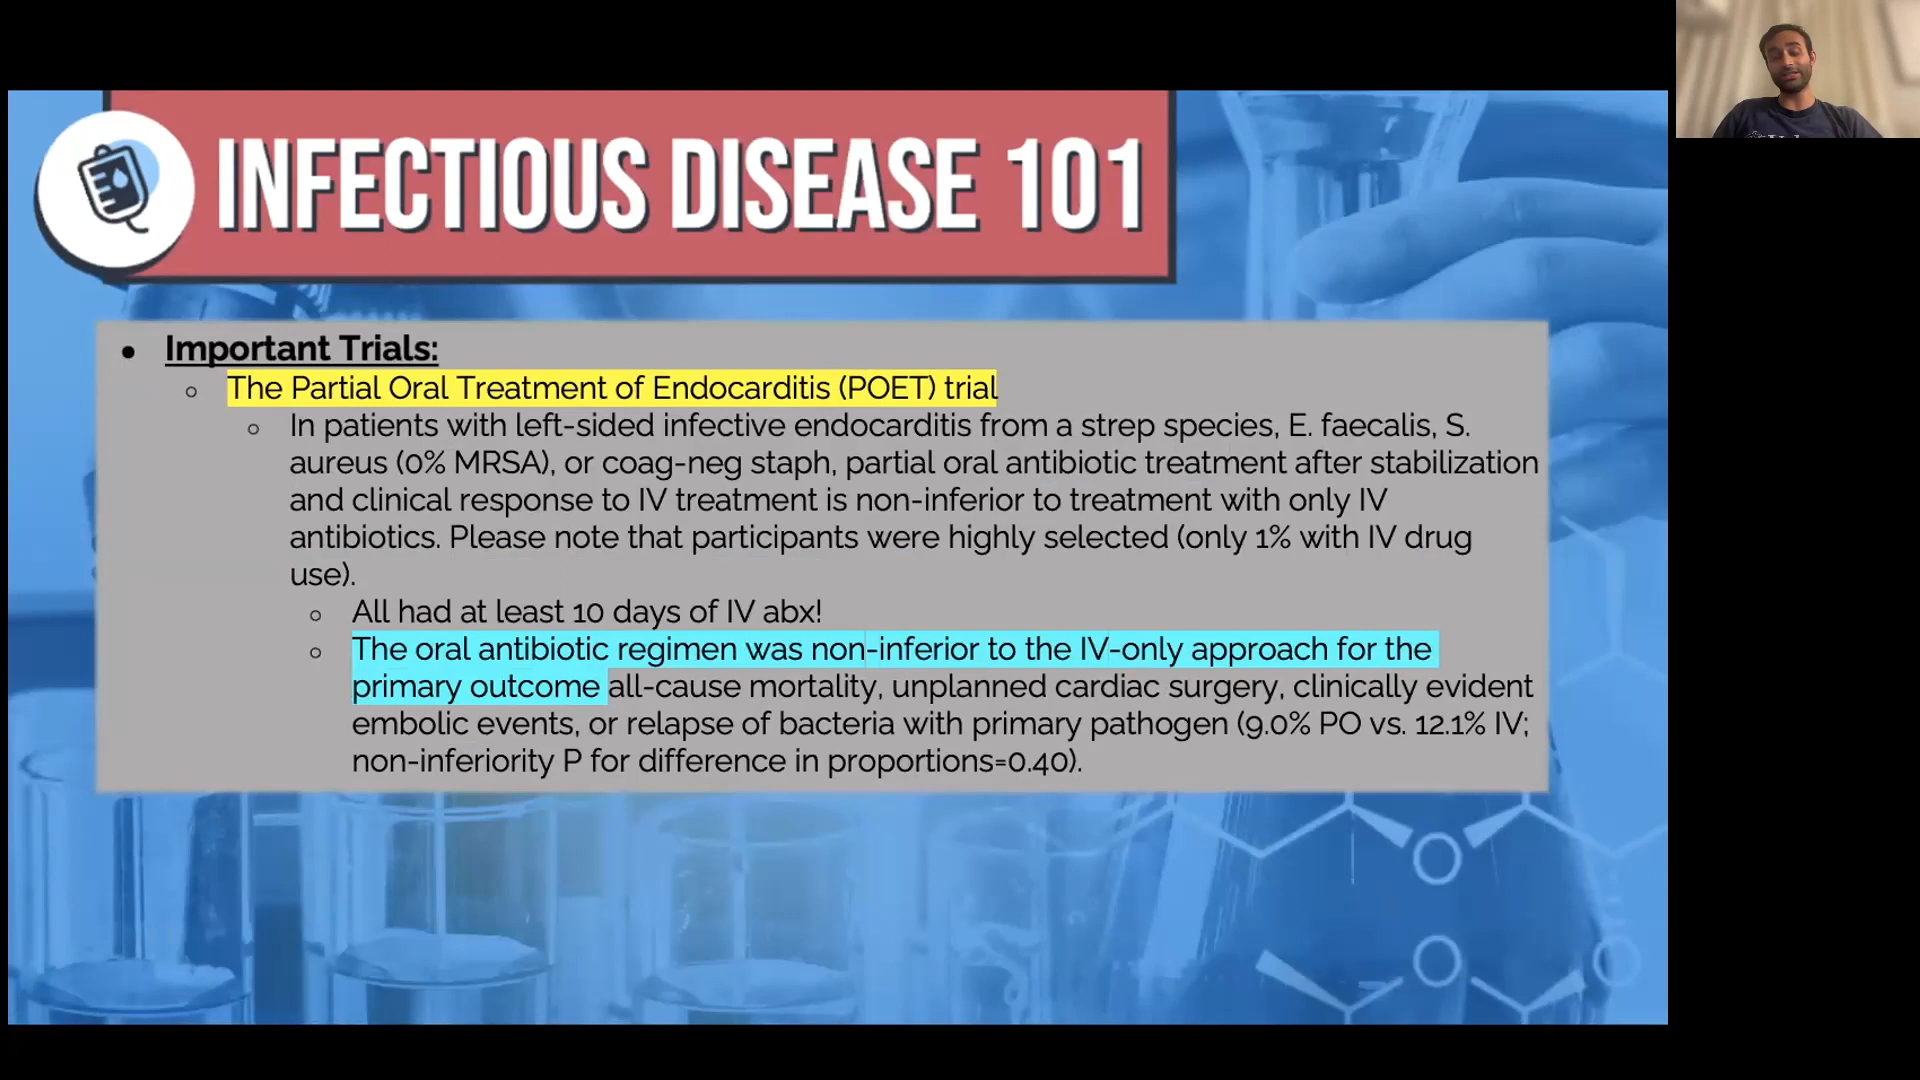 INFECTIOUS DISEASE 101
Important Trials:
The Partial Oral Treatment of Endocarditis (POET) trial
In patients with left-sided infective endocarditis from a strep species, E. faecalis, S.
aureus (0% MRSA), or coag-neg staph, partial oral antibiotic treatment after stabilization
and clinical response to IV treatment is non-inferior to treatment with only IV
antibiotics. Please note that participants were highly selected (only 1% with IV drug
use).
All had at least 10 days of IV abx!
The oral antibiotic regimen was non-inferior to the IV-only approach for the
primary outcome all-cause mortality, unplanned cardiac surgery, clinically evident
embolic events, or relapse of bacteria with primary pathogen (9.0% PO vs. 12.1% IV;
non-inferiority P for difference in proportions=0.40).